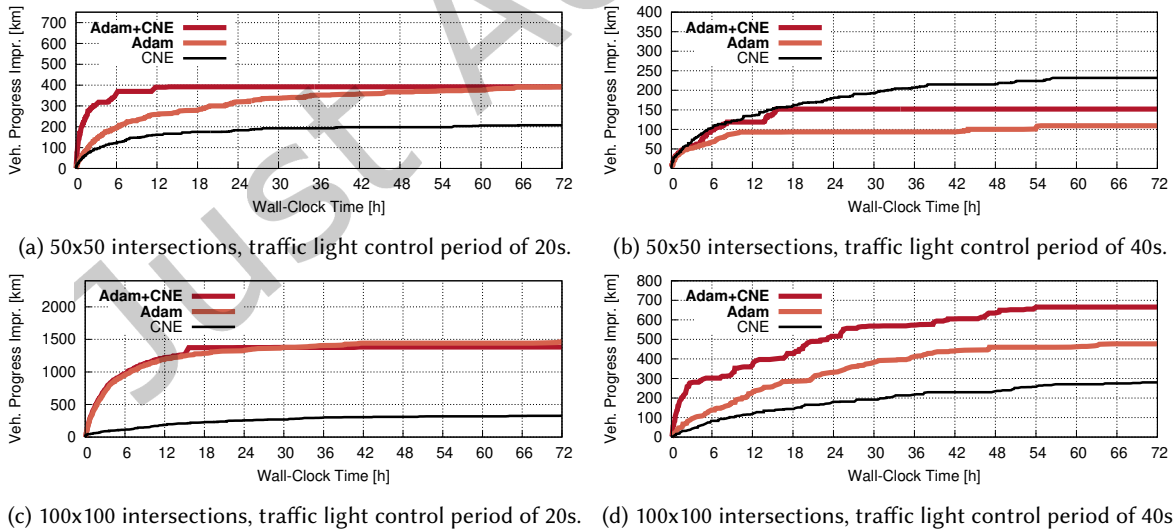 Veh. Progress Impr. [km]
700
600
500
400
300
200
100
0
Adam+CNE
Adam
CNE
0 6 12 18 24 30 36 42 48 54 60 66 72
Wall-Clock Time [h]
(a) 50x50 intersections, traffic light control period of 20s.
Veh. Progress Impr. [km]
400
350
300
250
200
150
100
50
0
Adam+CNE
Adam
CNE
0 6 12 18 24 30 36 42 48 54 60 66 72
Wall-Clock Time [h]
(b) 50x50 intersections, traffic light control period of 40s.
Veh. Progress Impr. [km]
2000
1500
1000
500
0
Adam+CNE
Adam
CNE
0 6 12 18 24 30 36 42 48 54 60 66 72
Wall-Clock Time [h]
(c) 100x100 intersections, traffic light control period of 20s.
Veh. Progress Impr. [km]
800
700
600
500
400
300
200
100
0
Adam+CNE
Adam
CNE
0 6 12 18 24 30 36 42 48 54 60 66 72
Wall-Clock Time [h]
(d) 100x100 intersections, traffic light control period of 40s
Just A